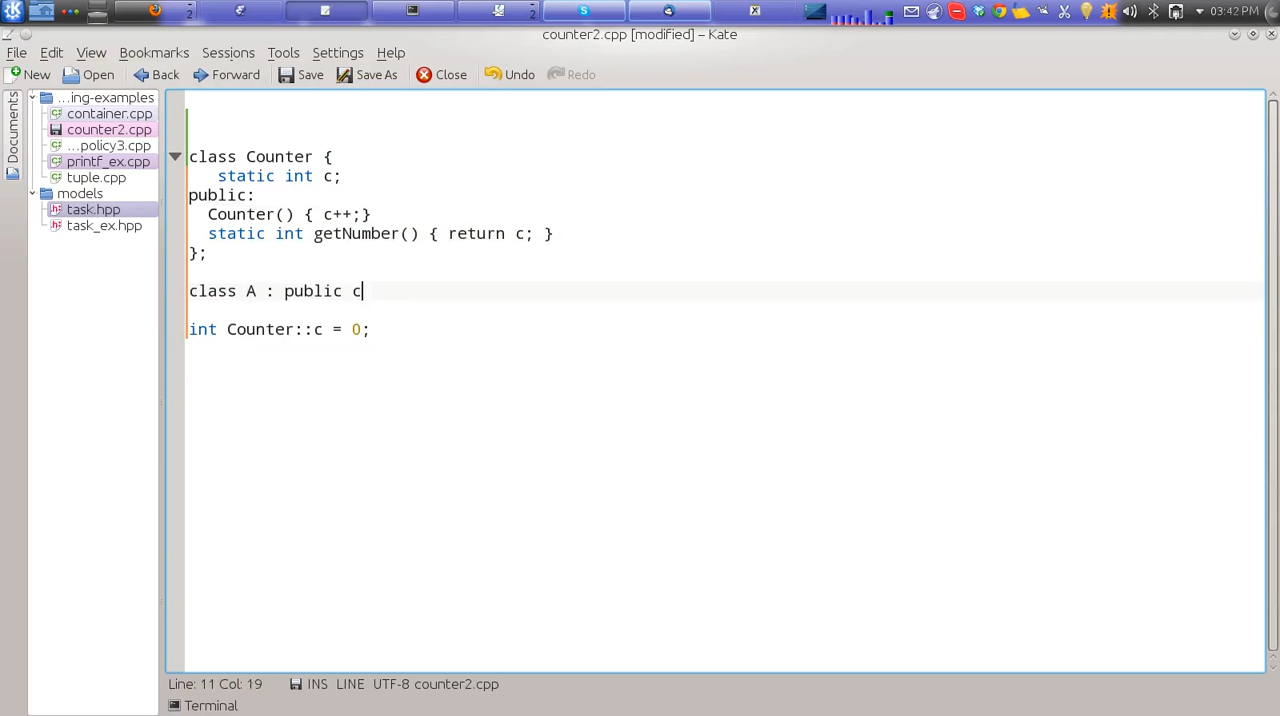 2
2
03:42 PM
counter2.cpp [modified] – Kate
File Edit View Bookmarks Sessions Tools Settings Help
New Open Back Forward Save Save As Close Undo Redo
Documents
...ing-examples
container.cpp
counter2.cpp
...policy3.cpp
printf_ex.cpp
tuple.cpp
models
task.hpp
task_ex.hpp
class Counter {
static int c;
public:
Counter() { c++;}
static int getNumber() { return c; }
};
class A : public c
int Counter::c = 0;
Line: 11 Col: 19 INS LINE UTF-8 counter2.cpp
Terminal